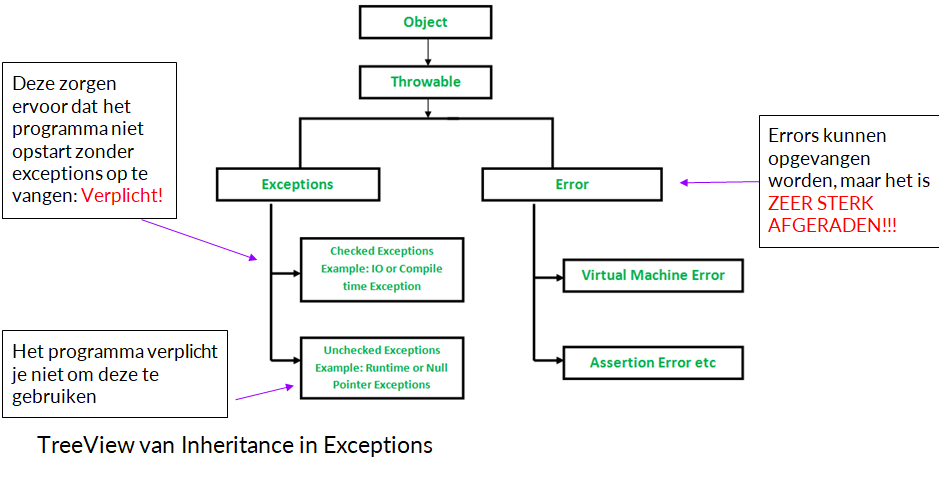 Object
Throwable
Deze zorgen
ervoor dat het
programma niet
opstart zonder
exceptions op te
vangen: Verplicht!
Exceptions
Error
Errors kunnen
opgevangen
worden, maar het is
ZEER STERK
AFGERADEN!!!
Checked Exceptions
Example: IO or Compile
time Exception
Virtual Machine Error
Het programma verplicht
je niet om deze te
gebruiken
Unchecked Exceptions
Example: Runtime or Null
Pointer Exceptions
Assertion Error etc
TreeView van Inheritance in Exceptions